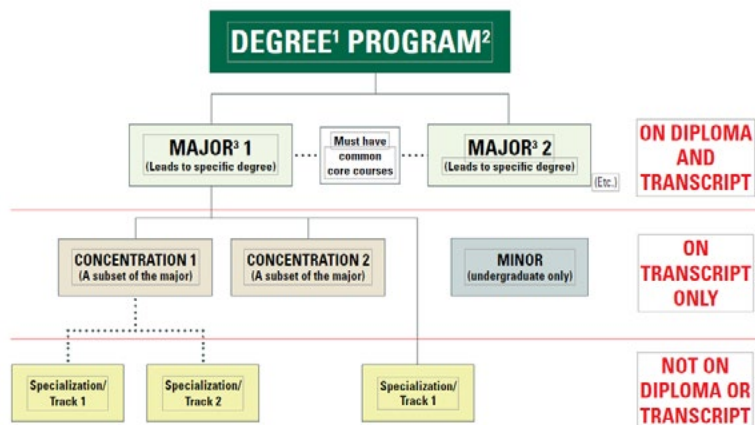 DEGREE¹ PROGRAM²
MAJOR³ 1
(Leads to specific degree)
Must have
common
core courses
MAJOR³ 2
(Leads to specific degree)
(Etc.)
ON DIPLOMA
AND
TRANSCRIPT
CONCENTRATION 1
(A subset of the major)
CONCENTRATION 2
(A subset of the major)
MINOR
(undergraduate only)
ON
TRANSCRIPT
ONLY
Specialization/
Track 1
Specialization/
Track 2
Specialization/
Track 1
NOT ON
DIPLOMA OR
TRANSCRIPT